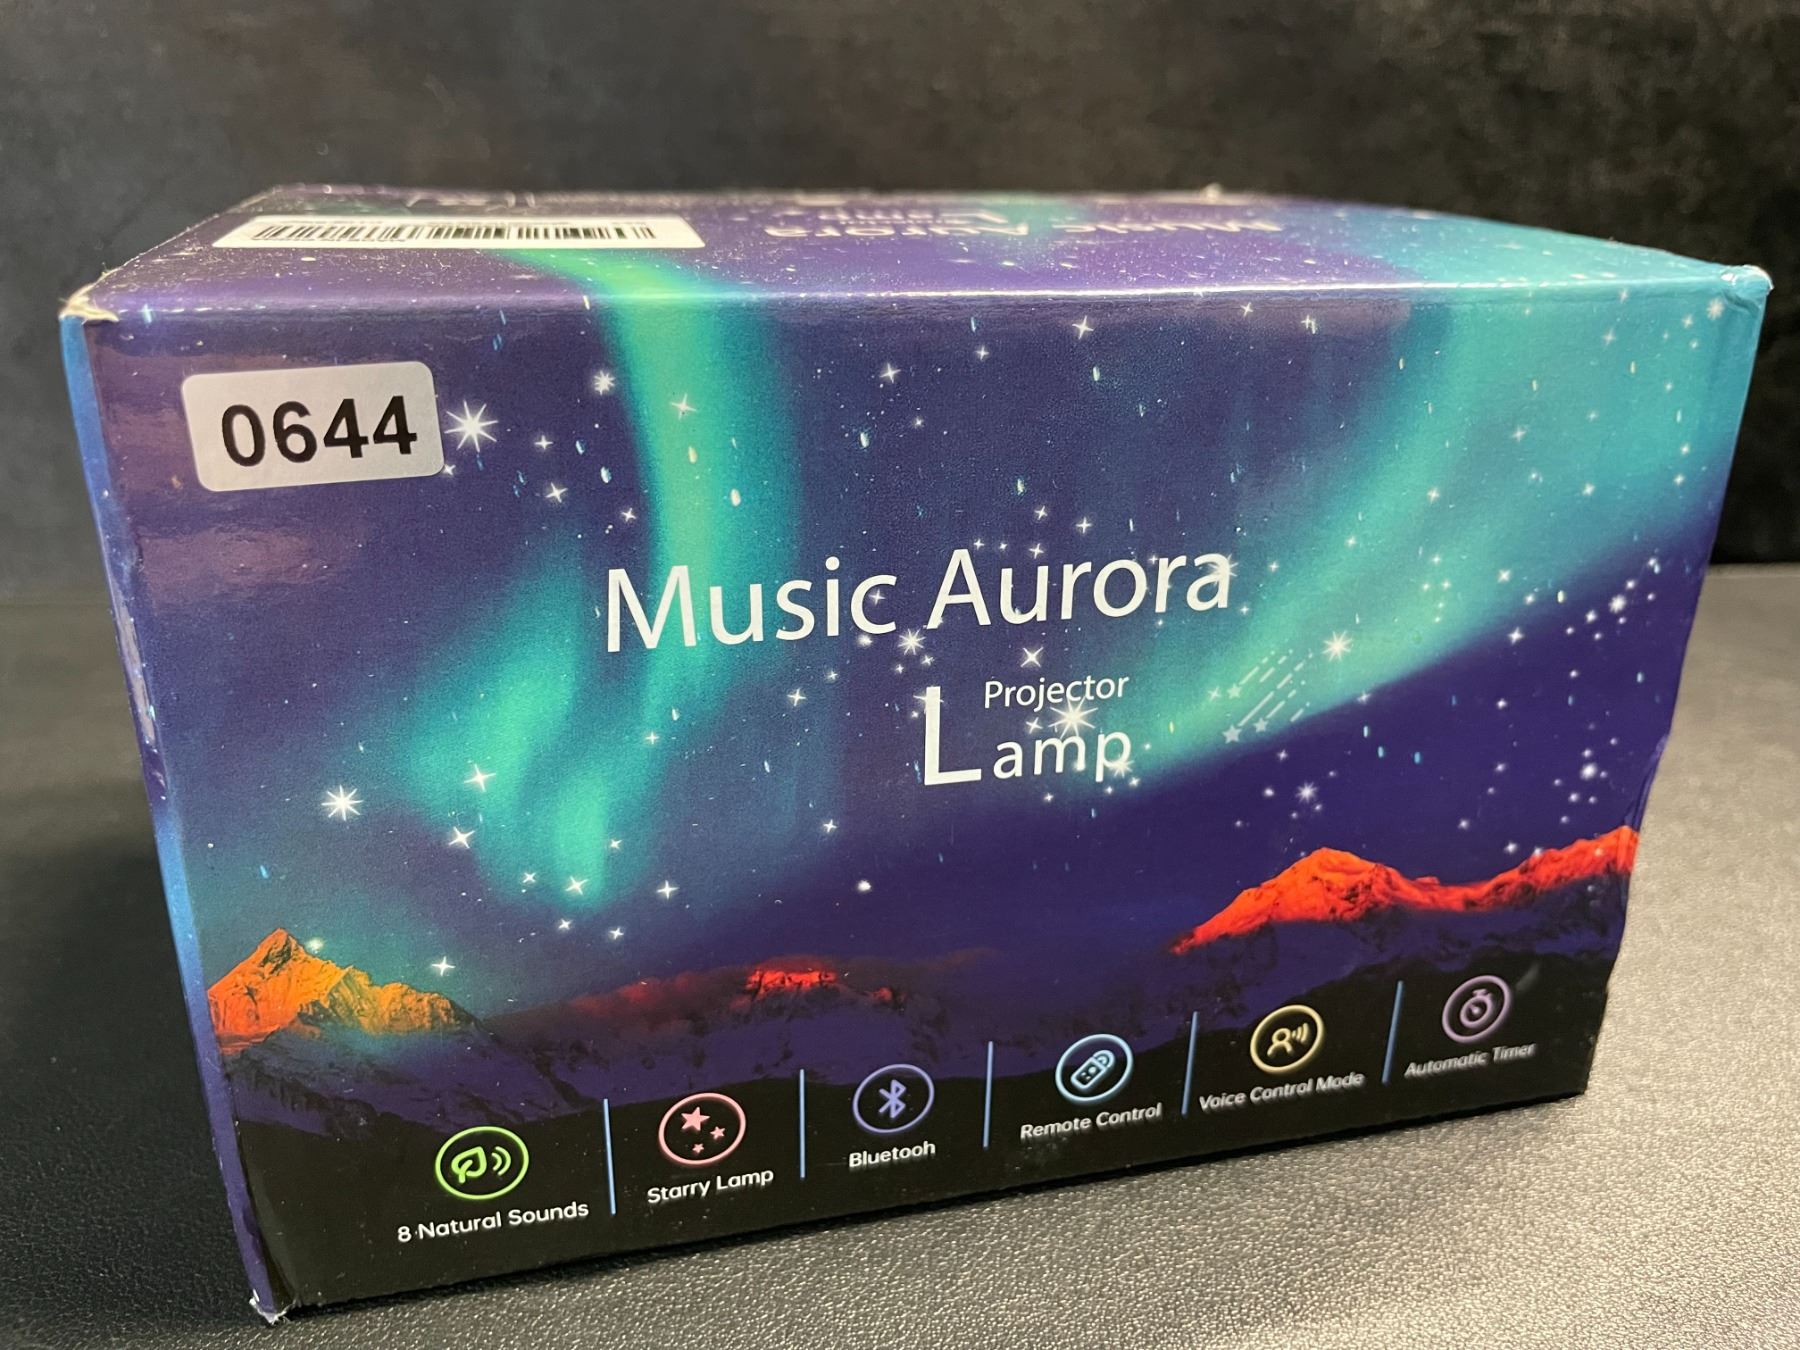 Music Aurora
Lamp
0644
Music Aurora
Projector
Lamp
8 Natural Sounds
Starry Lamp
Bluetooh
Remote Control
Voice Control Mode
Automatic Timer